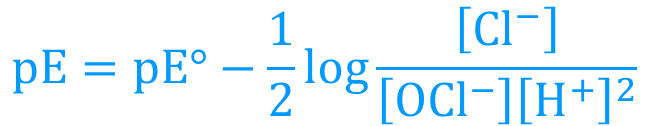 pE = pE° − 1/2 log [Cl⁻]/[OCl⁻][H⁺]²